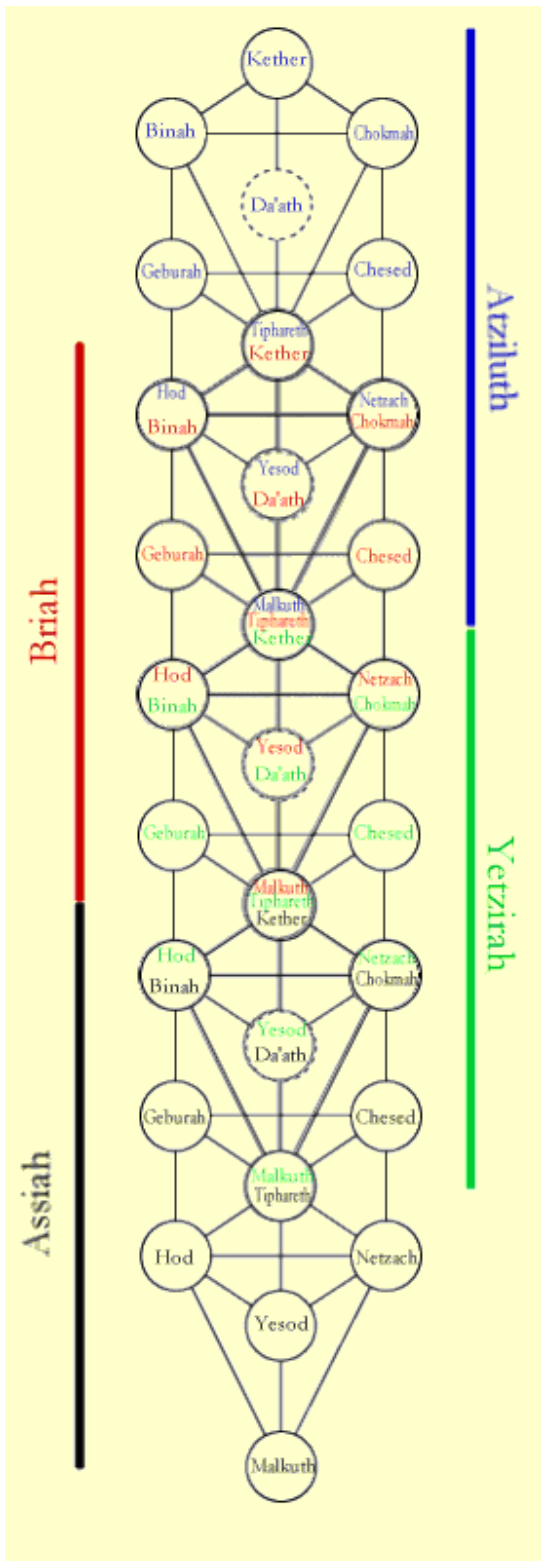 Kether
Binah
Chokmah
Da'ath
Geburah
Chesed
Atziluth
Tiphareth
Kether
Hod
Binah
Netzach
Chokmah
Yesod
Da'ath
Geburah
Chesed
Briah
Malkuth
Tiphareth
Kether
Hod
Binah
Netzach
Chokmah
Yesod
Da'ath
Geburah
Chesed
Yetzirah
Malkuth
Tiphareth
Kether
Hod
Binah
Netzach
Chokmah
Yesod
Da'ath
Geburah
Chesed
Assiah
Malkuth
Tiphareth
Hod
Netzach
Yesod
Malkuth